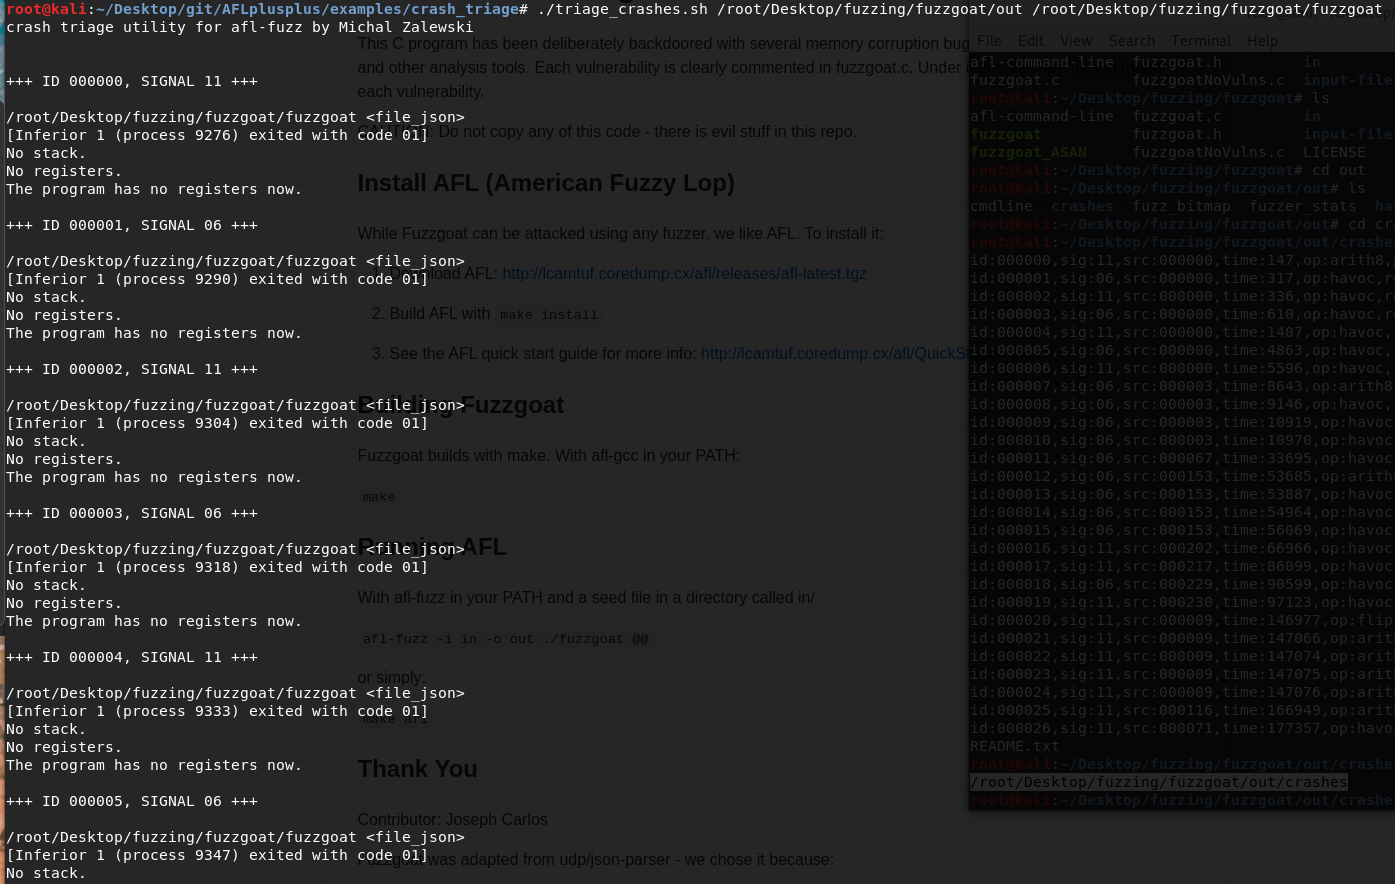 root@kali:~/Desktop/git/AFLplusplus/examples/crash_triage# ./triage_crashes.sh /root/Desktop/fuzzing/fuzzgoat/out /root/Desktop/fuzzing/fuzzgoat/fuzzgoat
crash triage utility for afl-fuzz by Michal Zalewski
+++ ID 000000, SIGNAL 11 +++
/root/Desktop/fuzzing/fuzzgoat/fuzzgoat <file_json>
[Inferior 1 (process 9276) exited with code 01]
No stack.
No registers.
The program has no registers now.
+++ ID 000001, SIGNAL 06 +++
/root/Desktop/fuzzing/fuzzgoat/fuzzgoat <file_json>
[Inferior 1 (process 9290) exited with code 01]
No stack.
No registers.
The program has no registers now.
+++ ID 000002, SIGNAL 11 +++
/root/Desktop/fuzzing/fuzzgoat/fuzzgoat <file_json>
[Inferior 1 (process 9304) exited with code 01]
No stack.
No registers.
The program has no registers now.
+++ ID 000003, SIGNAL 06 +++
/root/Desktop/fuzzing/fuzzgoat/fuzzgoat <file_json>
[Inferior 1 (process 9318) exited with code 01]
No stack.
No registers.
The program has no registers now.
+++ ID 000004, SIGNAL 11 +++
/root/Desktop/fuzzing/fuzzgoat/fuzzgoat <file_json>
[Inferior 1 (process 9333) exited with code 01]
No stack.
No registers.
The program has no registers now.
+++ ID 000005, SIGNAL 06 +++
/root/Desktop/fuzzing/fuzzgoat/fuzzgoat <file_json>
[Inferior 1 (process 9347) exited with code 01]
No stack.
This C program has been deliberately backdoored with several memory corruption bug
and other analysis tools. Each vulnerability is clearly commented in fuzzgoat.c. Under
each vulnerability.
Do not copy any of this code - there is evil stuff in this repo.
Install AFL (American Fuzzy Lop)
While Fuzzgoat can be attacked using any fuzzer, we like AFL. To install it:
1. Download AFL: http://lcamtuf.coredump.cx/afl/releases/afl-latest.tgz
2. Build AFL with make install
3. See the AFL quick start guide for more info: http://lcamtuf.coredump.cx/afl/QuickS
Building Fuzzgoat
Fuzzgoat builds with make. With afl-gcc in your PATH:
make
Running AFL
With afl-fuzz in your PATH and a seed file in a directory called in/
afl-fuzz -i in -o out ./fuzzgoat @@
or simply:
make afl
Thank You
Contributor: Joseph Carlos
Fuzzgoat was adapted from udp/json-parser - we chose it because:
File Edit View Search Terminal Help
afl-command-line fuzzgoat.h in
fuzzgoat.c fuzzgoatNoVulns.c input-file
root@kali:~/Desktop/fuzzing/fuzzgoat# ls
afl-command-line fuzzgoat.c in
fuzzgoat fuzzgoat.h input-file
fuzzgoat_ASAN fuzzgoatNoVulns.c LICENSE
root@kali:~/Desktop/fuzzing/fuzzgoat# cd out
root@kali:~/Desktop/fuzzing/fuzzgoat/out# ls
cmdline crashes fuzz_bitmap fuzzer_stats ha
root@kali:~/Desktop/fuzzing/fuzzgoat/out# cd cra
root@kali:~/Desktop/fuzzing/fuzzgoat/out/crashe
id:000000,sig:11,src:000000,time:147,op:arith8,
id:000001,sig:06,src:000000,time:317,op:havoc,r
id:000002,sig:11,src:000000,time:336,op:havoc,r
id:000003,sig:06,src:000000,time:610,op:havoc,r
id:000004,sig:11,src:000000,time:1407,op:havoc,
id:000005,sig:06,src:000000,time:4863,op:havoc,
id:000006,sig:11,src:000000,time:5596,op:havoc,
id:000007,sig:06,src:000003,time:8643,op:arith8
id:000008,sig:06,src:000003,time:9146,op:havoc,
id:000009,sig:06,src:000003,time:10919,op:havoc
id:000010,sig:06,src:000003,time:10970,op:havoc
id:000011,sig:06,src:000067,time:33695,op:havoc
id:000012,sig:06,src:000153,time:53685,op:arith
id:000013,sig:06,src:000153,time:53887,op:havoc
id:000014,sig:06,src:000153,time:54964,op:havoc
id:000015,sig:06,src:000153,time:56069,op:havoc
id:000016,sig:11,src:000202,time:66966,op:havoc
id:000017,sig:11,src:000217,time:86099,op:havoc
id:000018,sig:06,src:000229,time:90599,op:havoc
id:000019,sig:11,src:000230,time:97123,op:havoc
id:000020,sig:11,src:000009,time:146977,op:flip
id:000021,sig:11,src:000009,time:147066,op:arit
id:000022,sig:11,src:000009,time:147074,op:arit
id:000023,sig:11,src:000009,time:147075,op:arit
id:000024,sig:11,src:000009,time:147076,op:arit
id:000025,sig:11,src:000116,time:166949,op:arit
id:000026,sig:11,src:000071,time:177357,op:havo
README.txt
root@kali:~/Desktop/fuzzing/fuzzgoat/out/crashe
/root/Desktop/fuzzing/fuzzgoat/out/crashes
root@kali:~/Desktop/fuzzing/fuzzgoat/out/crashe